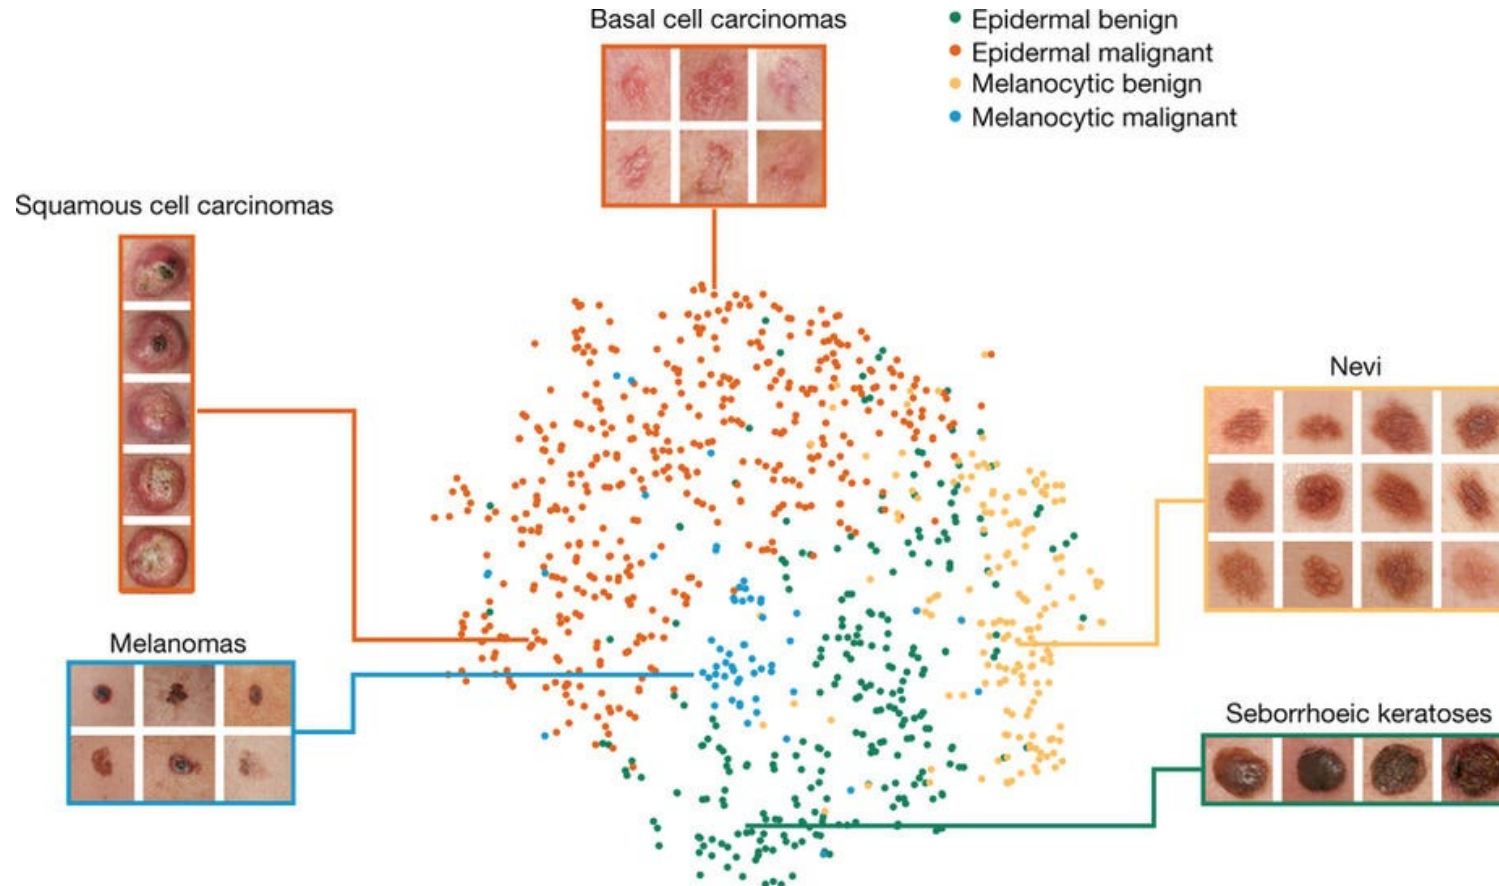 Basal cell carcinomas
Epidermal benign
Epidermal malignant
Melanocytic benign
Melanocytic malignant
Squamous cell carcinomas
Nevi
Melanomas
Seborrhoeic keratoses